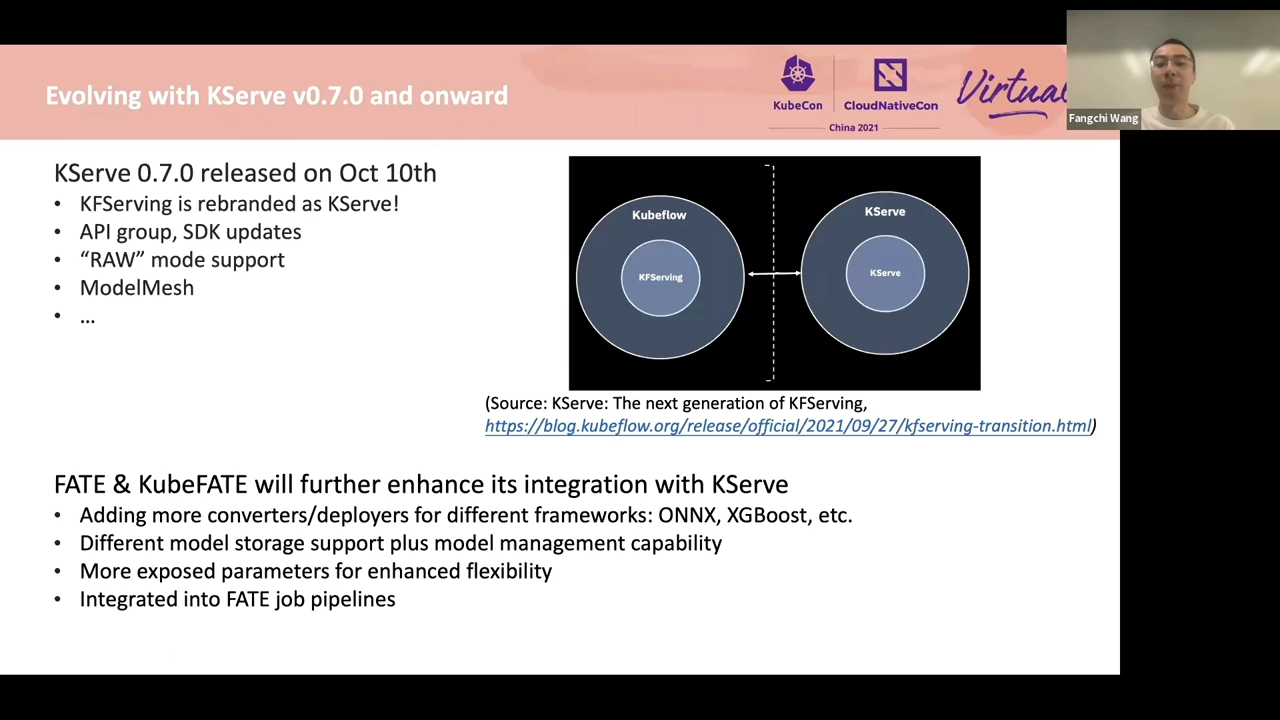 Evolving with KServe v0.7.0 and onward
KubeCon
CloudNativeCon
China 2021
Virtual
Fangchi Wang
KServe 0.7.0 released on Oct 10th
• KFServing is rebranded as KServe!
• API group, SDK updates
• “RAW” mode support
• ModelMesh
• ...
Kubeflow
KFServing
KServe
KServe
(Source: KServe: The next generation of KFServing,
https://blog.kubeflow.org/release/official/2021/09/27/kfserving-transition.html)
FATE & KubeFATE will further enhance its integration with KServe
• Adding more converters/deployers for different frameworks: ONNX, XGBoost, etc.
• Different model storage support plus model management capability
• More exposed parameters for enhanced flexibility
• Integrated into FATE job pipelines